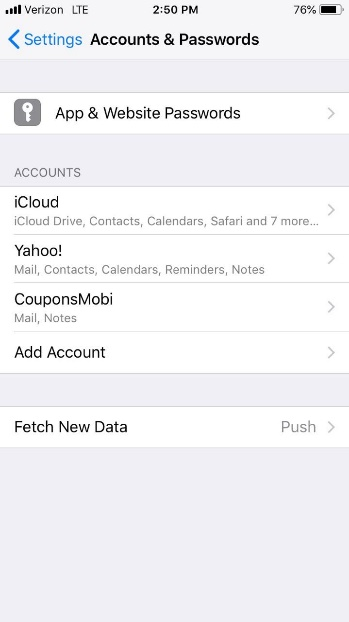 Verizon LTE 2:50 PM 76%
Settings Accounts & Passwords
App & Website Passwords
ACCOUNTS
iCloud
iCloud Drive, Contacts, Calendars, Safari and 7 more...
Yahoo!
Mail, Contacts, Calendars, Reminders, Notes
CouponsMobi
Mail, Notes
Add Account
Fetch New Data Push